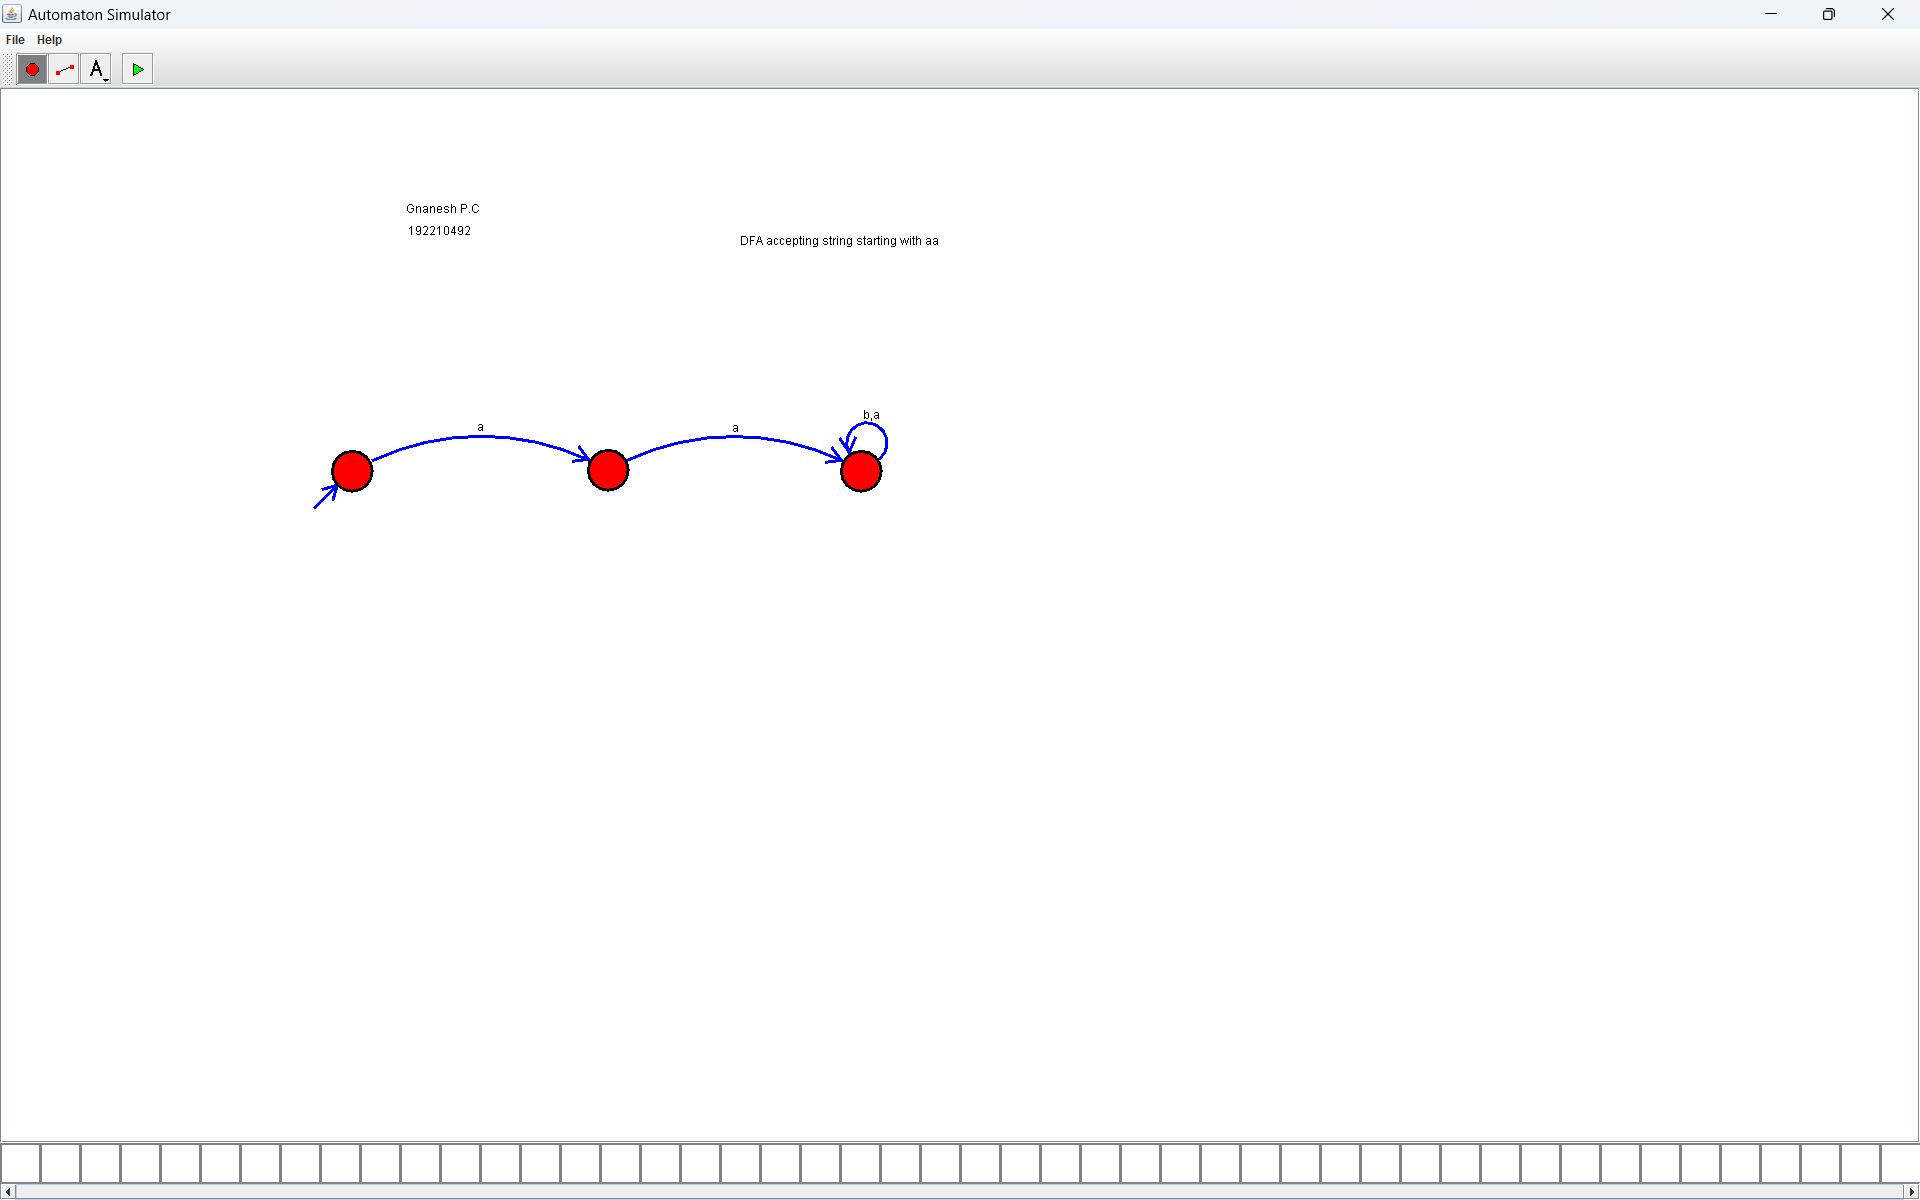 Automaton Simulator
File Help
A
Gnanesh P.C
192210492
DFA accepting string starting with aa
a
a
b,a